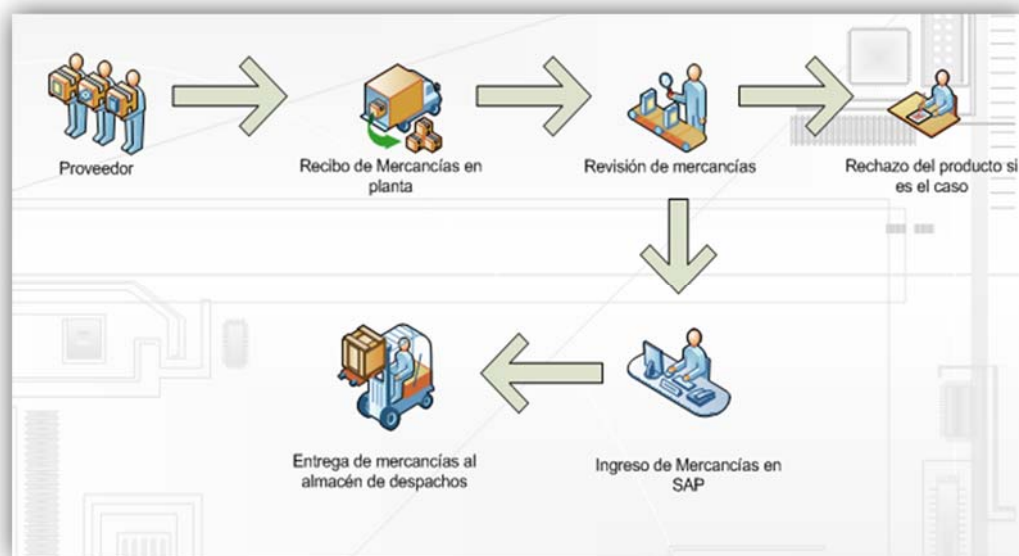 Proveedor
Recibo de Mercancías en
planta
Revisión de mercancías
Rechazo del producto si
es el caso
Entrega de mercancías al
almacén de despachos
Ingreso de Mercancías en
SAP